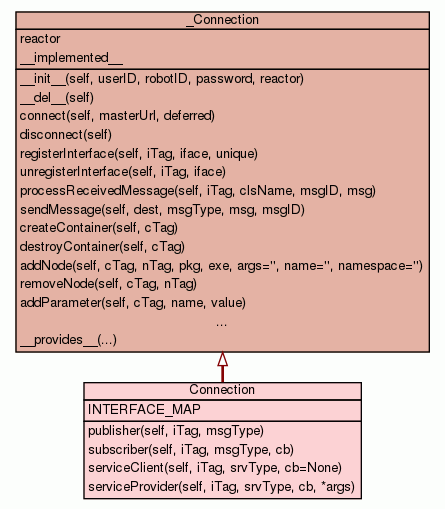 _Connection
reactor
__implemented__
__init__(self, userID, robotID, password, reactor)
__del__(self)
connect(self, masterUrl, deferred)
disconnect(self)
registerInterface(self, iTag, iface, unique)
unregisterInterface(self, iTag, iface)
processReceivedMessage(self, iTag, clsName, msgID, msg)
sendMessage(self, dest, msgType, msg, msgID)
createContainer(self, cTag)
destroyContainer(self, cTag)
addNode(self, cTag, nTag, pkg, exe, args='', name='', namespace='')
removeNode(self, cTag, nTag)
addParameter(self, cTag, name, value)
...
__provides__(...)
Connection
INTERFACE_MAP
publisher(self, iTag, msgType)
subscriber(self, iTag, msgType, cb)
serviceClient(self, iTag, srvType, cb=None)
serviceProvider(self, iTag, srvType, cb, *args)